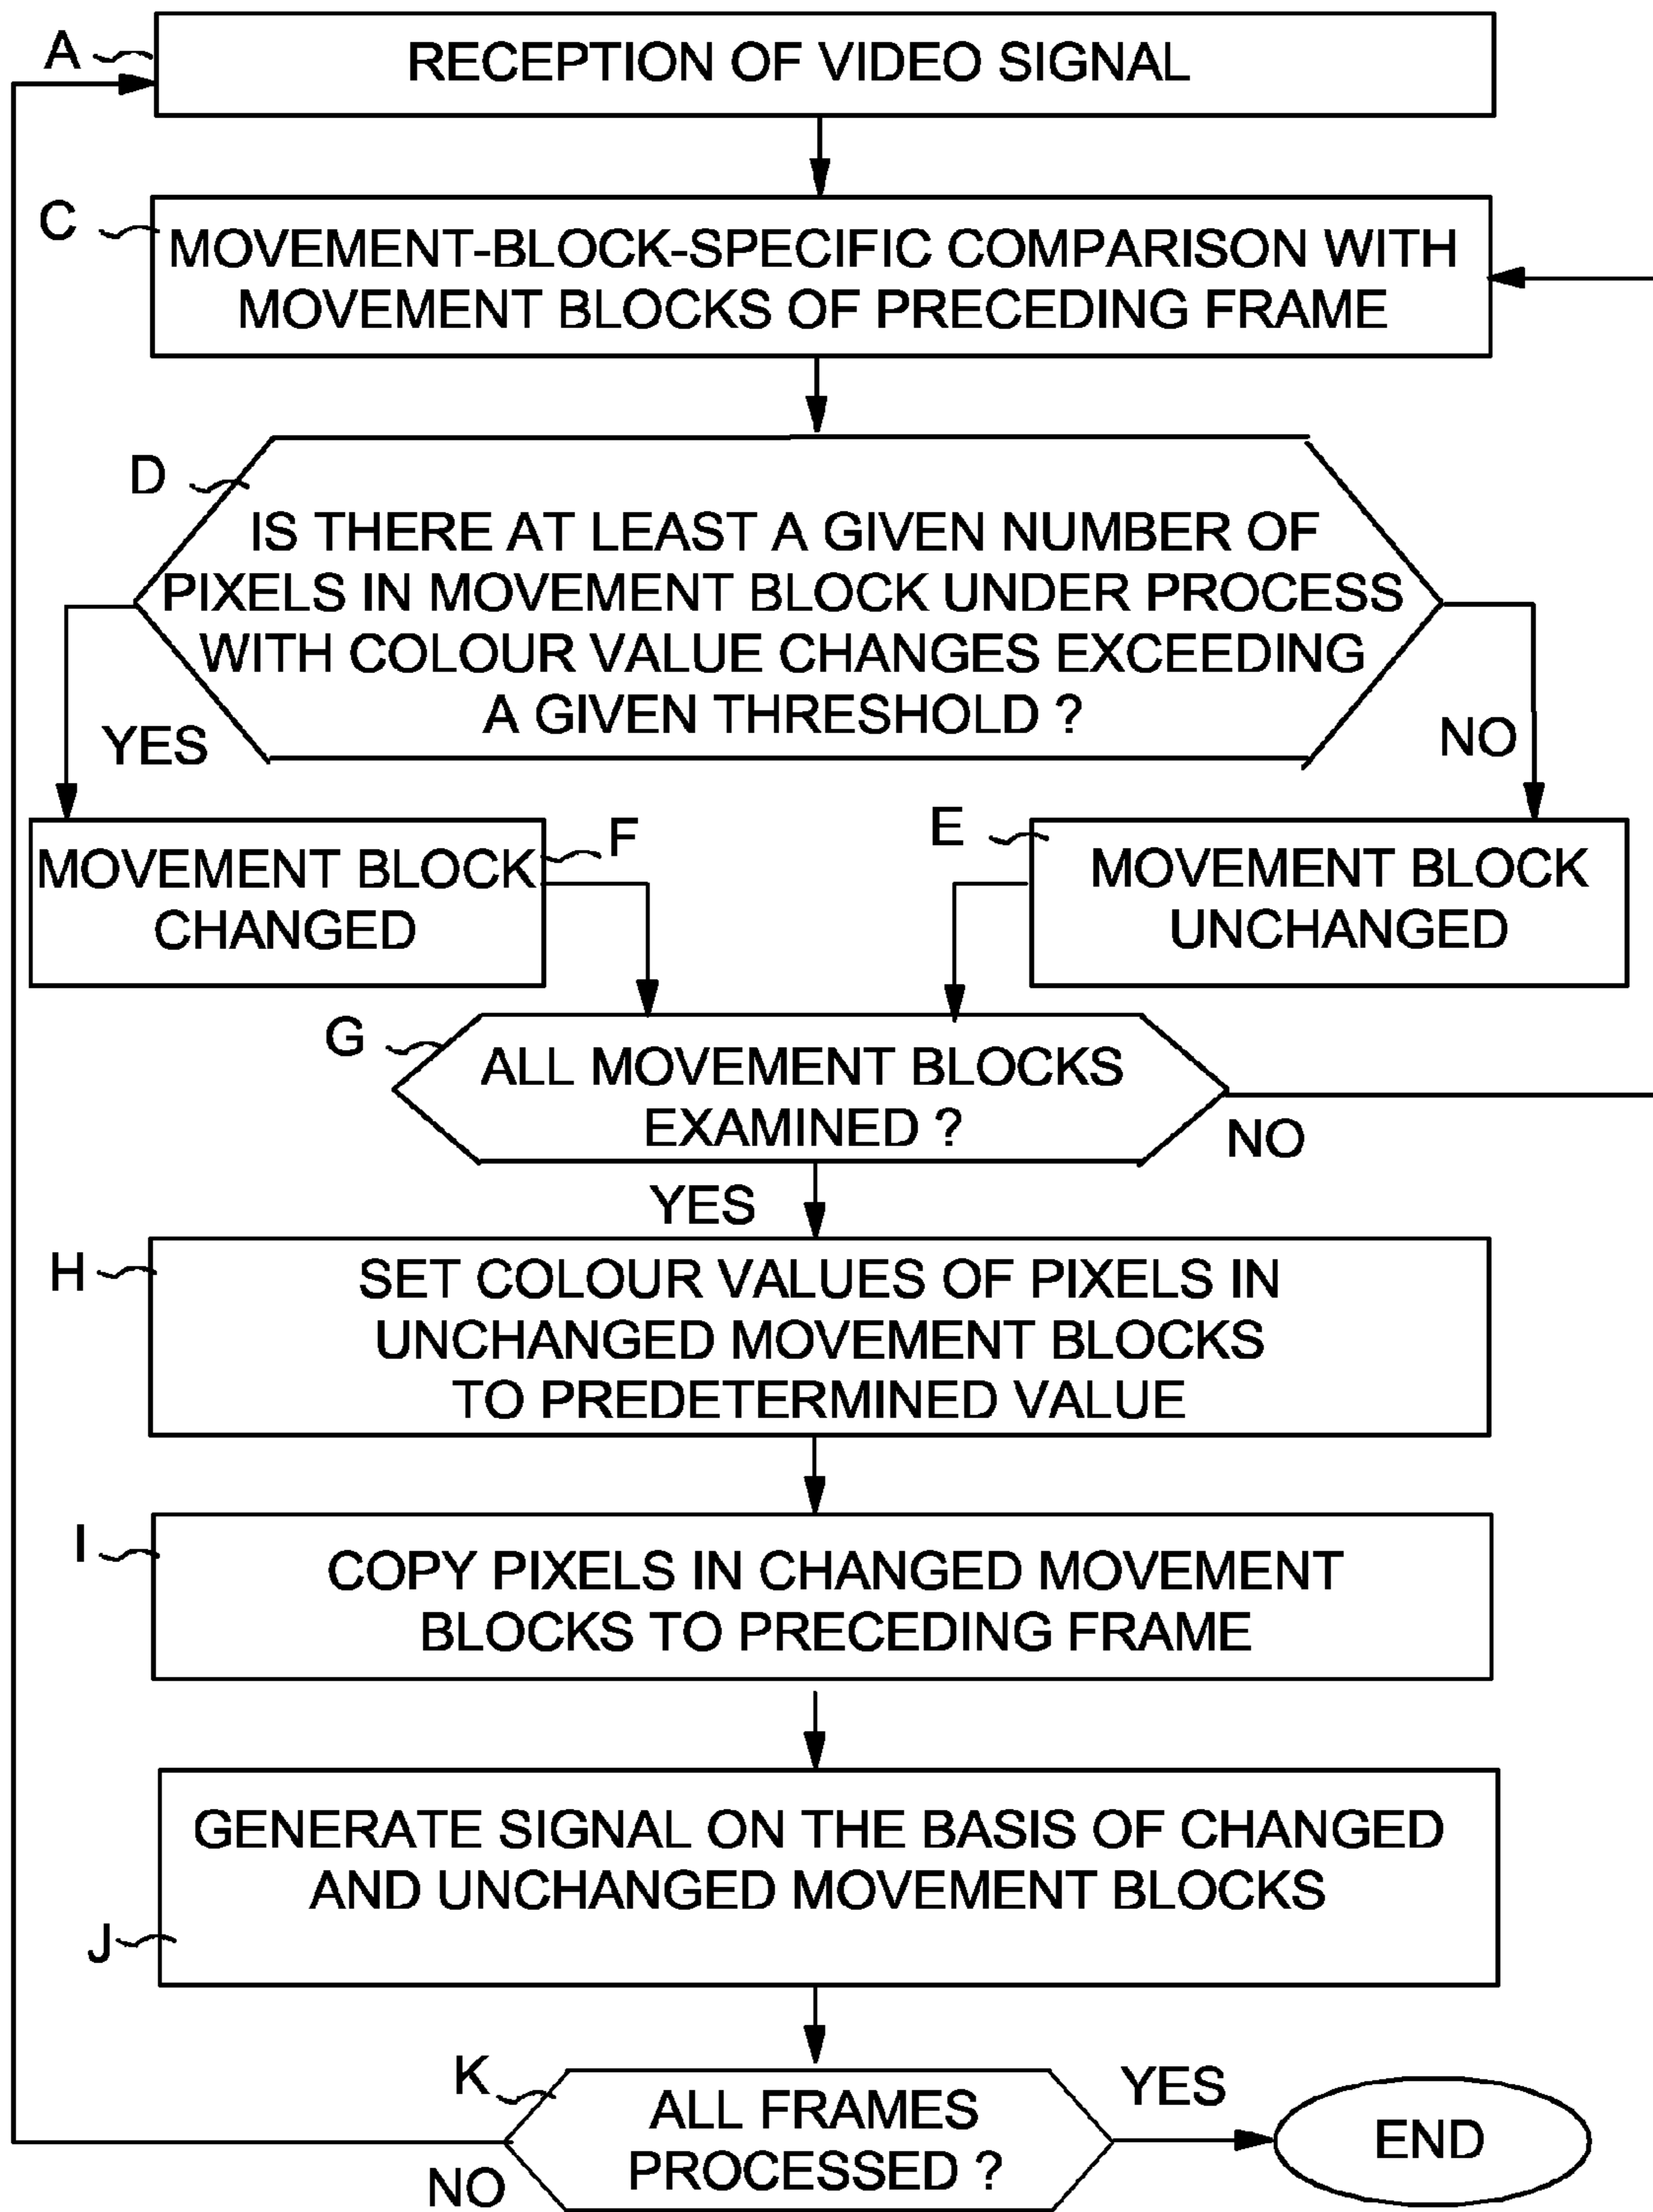 A
RECEPTION OF VIDEO SIGNAL
C
MOVEMENT-BLOCK-SPECIFIC COMPARISON WITH
MOVEMENT BLOCKS OF PRECEDING FRAME
D
IS THERE AT LEAST A GIVEN NUMBER OF
PIXELS IN MOVEMENT BLOCK UNDER PROCESS
WITH COLOUR VALUE CHANGES EXCEEDING
A GIVEN THRESHOLD ?
YES
NO
MOVEMENT BLOCK
CHANGED
F
E
MOVEMENT BLOCK
UNCHANGED
G
ALL MOVEMENT BLOCKS
EXAMINED ?
NO
YES
H
SET COLOUR VALUES OF PIXELS IN
UNCHANGED MOVEMENT BLOCKS
TO PREDETERMINED VALUE
I
COPY PIXELS IN CHANGED MOVEMENT
BLOCKS TO PRECEDING FRAME
GENERATE SIGNAL ON THE BASIS OF CHANGED
AND UNCHANGED MOVEMENT BLOCKS
J
K
ALL FRAMES
PROCESSED ?
YES
END
NO